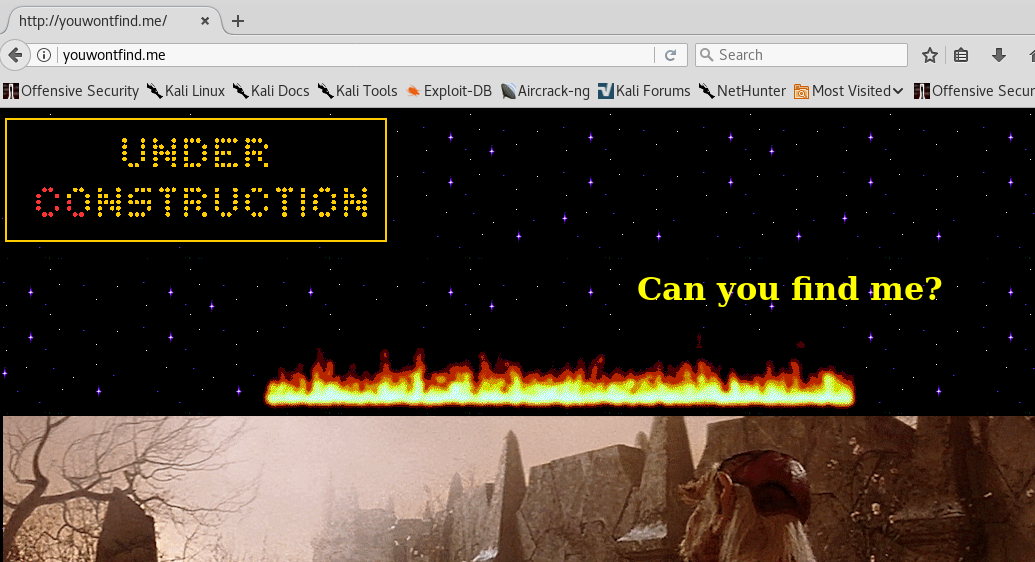 http://youwontfind.me/
youwontfind.me
Search
Offensive Security Kali Linux Kali Docs Kali Tools Exploit-DB Aircrack-ng Kali Forums NetHunter Most Visited Offensive Secur
UNDER
CONSTRUCTION
Can you find me?